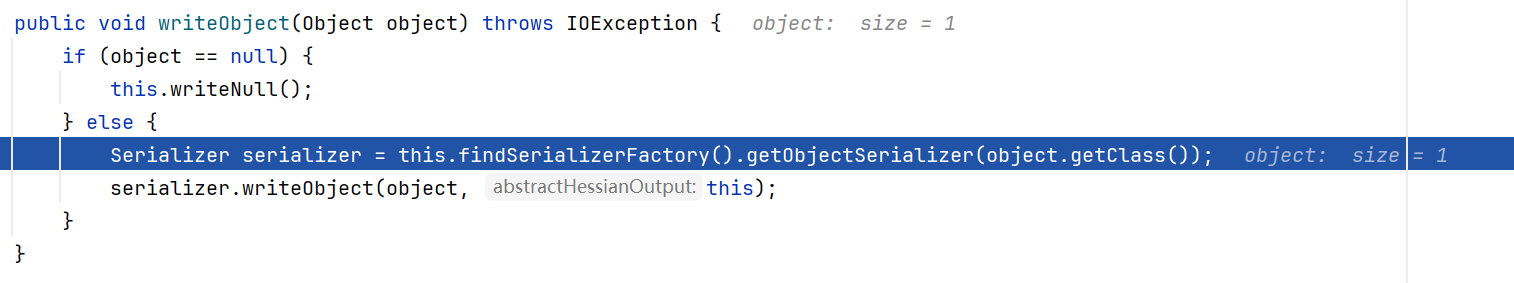 public void writeObject(Object object) throws IOException {   object:  size = 1
    if (object == null) {
        this.writeNull();
    } else {
        Serializer serializer = this.findSerializerFactory().getObjectSerializer(object.getClass());   object:  size = 1
        serializer.writeObject(object, abstractHessianOutput: this);
    }
}